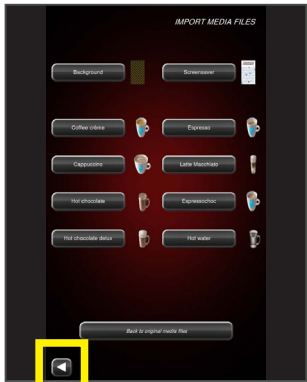 IMPORT MEDIA FILES
Background
Screensaver
Coffee crème
Espresso
Cappuccino
Latte Macchiato
Hot chocolate
Espressochoc
Hot chocolate delux
Hot water
Back to original media files